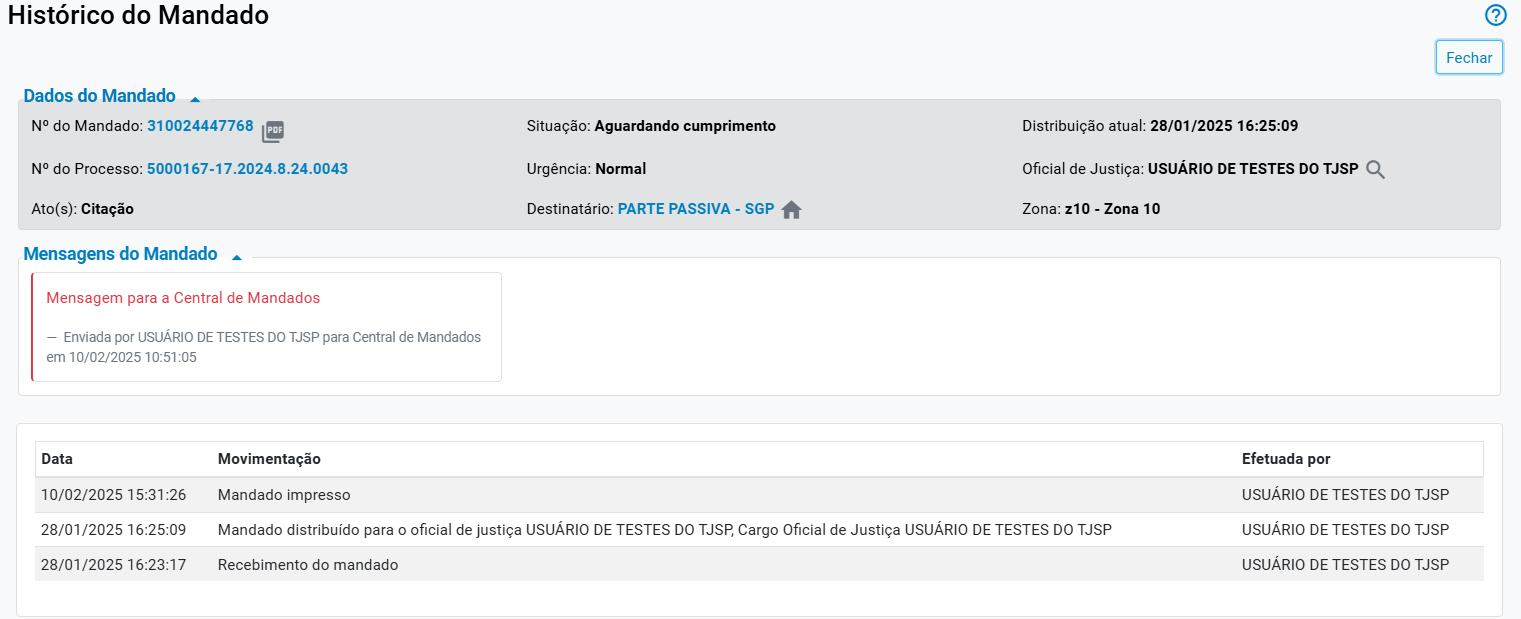 Histórico do Mandado
Fechar
Dados do Mandado
Nº do Mandado: 310024447768 PDF Situação: Aguardando cumprimento Distribuição atual: 28/01/2025 16:25:09
Nº do Processo: 5000167-17.2024.8.24.0043 Urgência: Normal Oficial de Justiça: USUÁRIO DE TESTES DO TJSP
Ato(s): Citação Destinatário: PARTE PASSIVA - SGP Zona: z10 - Zona 10
Mensagens do Mandado
Mensagem para a Central de Mandados
— Enviada por USUÁRIO DE TESTES DO TJSP para Central de Mandados
em 10/02/2025 10:51:05
Data Movimentação Efetuada por
10/02/2025 15:31:26 Mandado impresso USUÁRIO DE TESTES DO TJSP
28/01/2025 16:25:09 Mandado distribuído para o oficial de justiça USUÁRIO DE TESTES DO TJSP, Cargo Oficial de Justiça USUÁRIO DE TESTES DO TJSP USUÁRIO DE TESTES DO TJSP
28/01/2025 16:23:17 Recebimento do mandado USUÁRIO DE TESTES DO TJSP